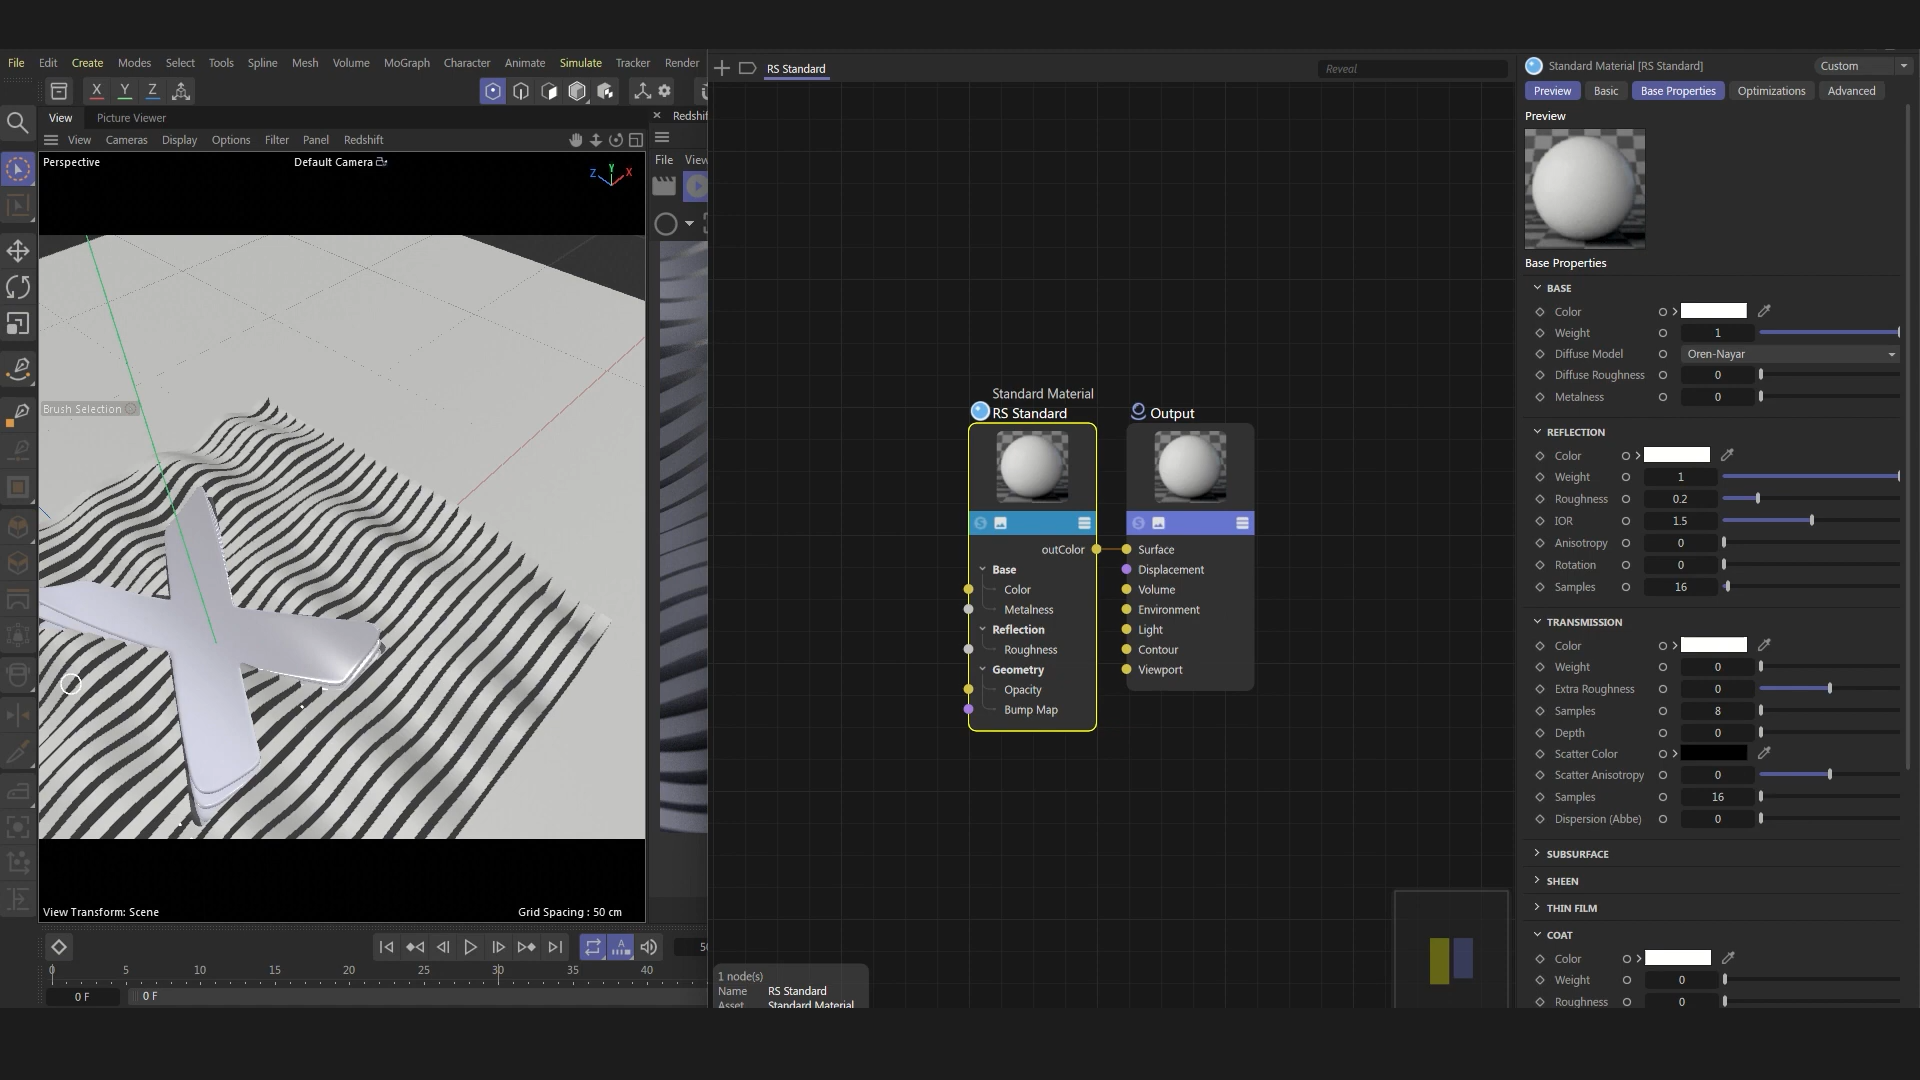 File Edit Create Modes Select Tools Spline Mesh Volume MoGraph Character Animate Simulate Tracker Render
X Y Z
View Picture Viewer
View Cameras Display Options Filter Panel Redshift
Perspective
Default Camera
Z Y X
Brush Selection
View Transform: Scene
Grid Spacing : 50 cm
0 5 10 15 20 25 30 35 40
0 F
0 F
File View
RS Standard
Reveal
Standard Material
RS Standard
outColor
Base
Color
Metalness
Reflection
Roughness
Geometry
Opacity
Bump Map
Output
Surface
Displacement
Volume
Environment
Light
Contour
Viewport
1 node(s)
Name RS Standard
Asset Standard Material
Standard Material [RS Standard]
Custom
Preview Basic Base Properties Optimizations Advanced
Preview
Base Properties
BASE
Color
Weight 1
Diffuse Model Oren-Nayar
Diffuse Roughness 0
Metalness 0
REFLECTION
Color
Weight 1
Roughness 0.2
IOR 1.5
Anisotropy 0
Rotation 0
Samples 16
TRANSMISSION
Color
Weight 0
Extra Roughness 0
Samples 8
Depth 0
Scatter Color
Scatter Anisotropy 0
Samples 16
Dispersion (Abbe) 0
SUBSURFACE
SHEEN
THIN FILM
COAT
Color
Weight 0
Roughness 0